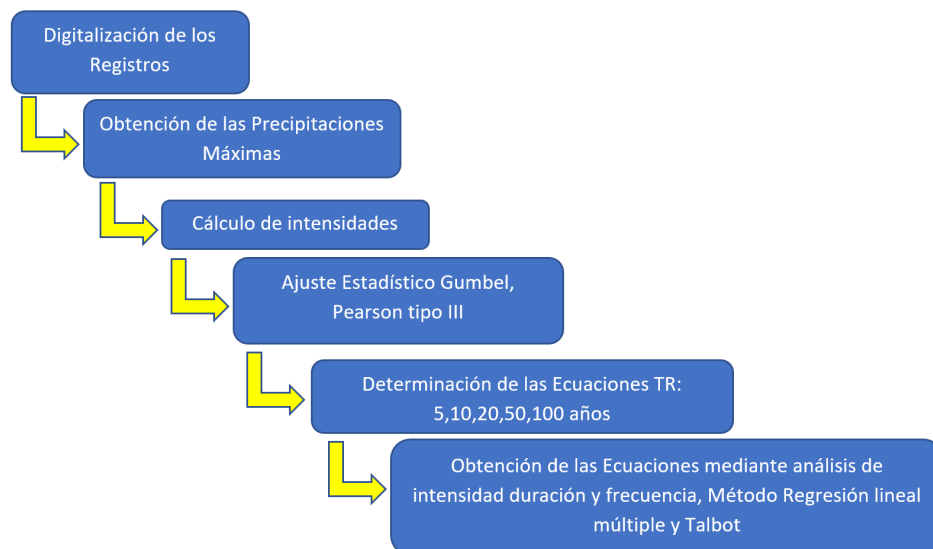 Digitalización de los
Registros
Obtención de las Precipitaciones
Máximas
Cálculo de intensidades
Ajuste Estadístico Gumbel,
Pearson tipo III
Determinación de las Ecuaciones TR:
5,10,20,50,100 años
Obtención de las Ecuaciones mediante análisis de
intensidad duración y frecuencia, Método Regresión lineal
múltiple y Talbot